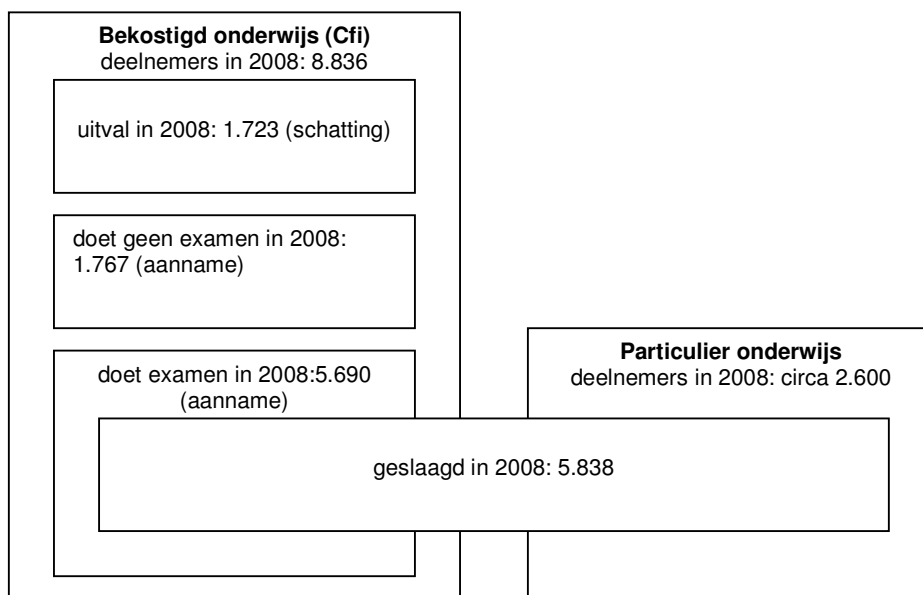 Bekostigd onderwijs (Cfi)
deelnemers in 2008: 8.836
uitval in 2008: 1.723 (schatting)
doet geen examen in 2008:
1.767 (aanname)
doet examen in 2008:5.690
(aanname)
Particulier onderwijs
deelnemers in 2008: circa 2.600
geslaagd in 2008: 5.838